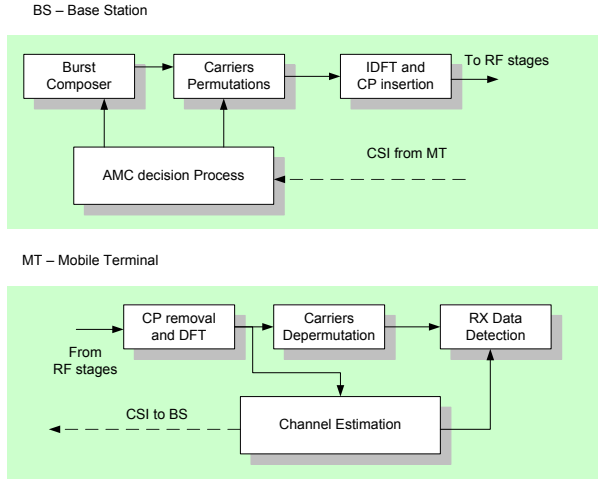 BS – Base Station
Burst
Composer
Carriers
Permutations
IDFT and
CP insertion
To RF stages
CSI from MT
AMC decision Process
MT – Mobile Terminal
CP removal
and DFT
Carriers
Depermutation
RX Data
Detection
From
RF stages
CSI to BS
Channel Estimation